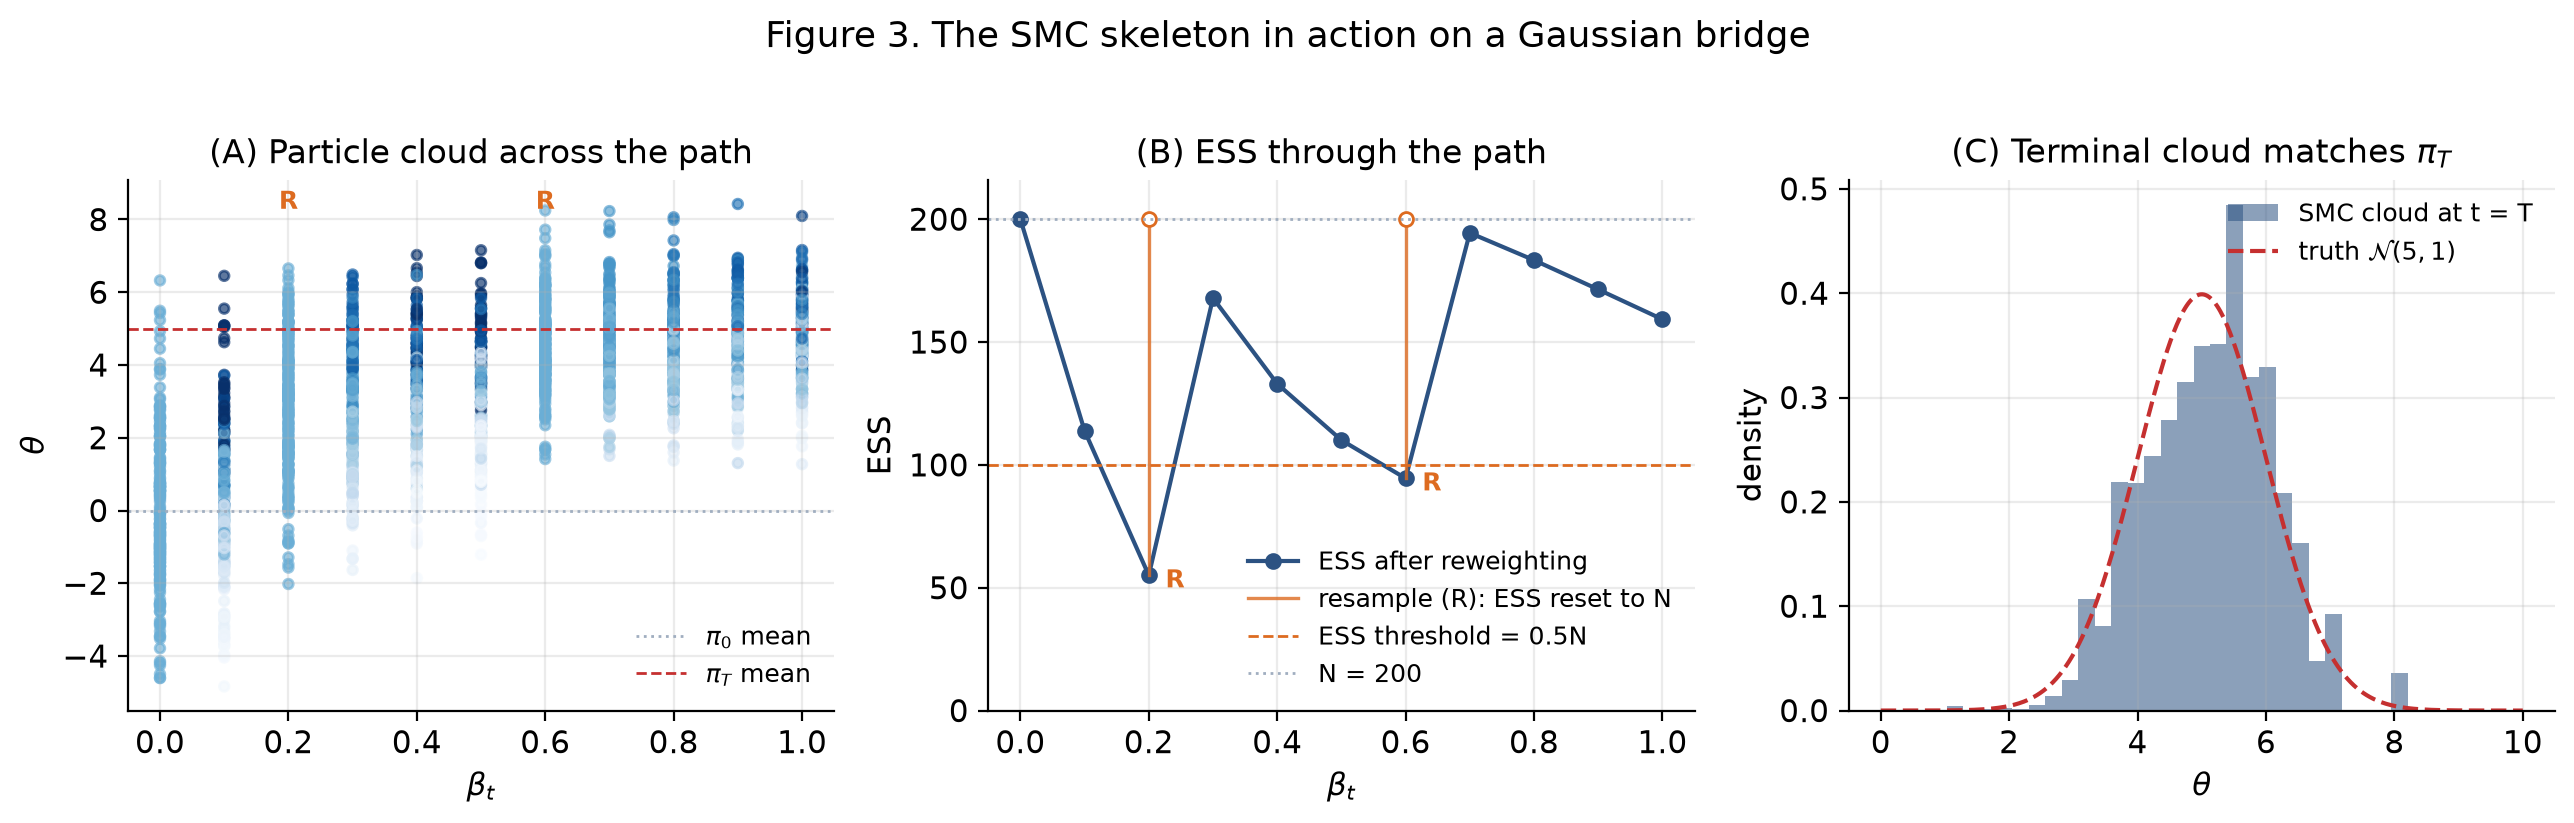 Figure 3. The SMC skeleton in action on a Gaussian bridge
(A) Particle cloud across the path
R
R
8
6
4
2
0
−2
−4
θ
π₀ mean
π_T mean
0.0 0.2 0.4 0.6 0.8 1.0
β_t
(B) ESS through the path
200
150
100
50
0
ESS
R
R
ESS after reweighting
resample (R): ESS reset to N
ESS threshold = 0.5N
N = 200
0.0 0.2 0.4 0.6 0.8 1.0
β_t
(C) Terminal cloud matches π_T
0.5
0.4
0.3
0.2
0.1
0.0
density
SMC cloud at t = T
truth 𝒩(5, 1)
0 2 4 6 8 10
θ